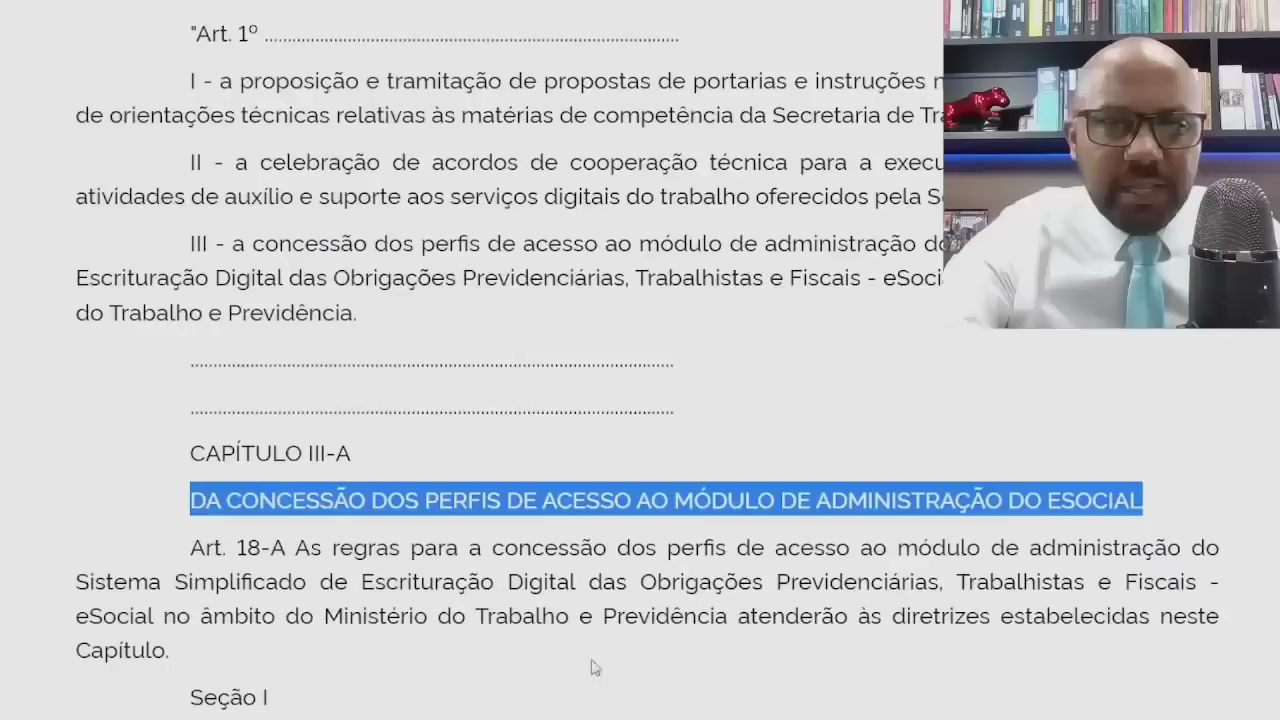 "Art. 1º ...........................................................................................
I - a proposição e tramitação de propostas de portarias e instruções
de orientações técnicas relativas às matérias de competência da Secretaria de
II - a celebração de acordos de cooperação técnica para a
atividades de auxílio e suporte aos serviços digitais do trabalho oferecidos pela
III - a concessão dos perfis de acesso ao módulo de administração
Escrituração Digital das Obrigações Previdenciárias, Trabalhistas e Fiscais -
do Trabalho e Previdência.
..........................................................................................................
..........................................................................................................
CAPÍTULO III-A
DA CONCESSÃO DOS PERFIS DE ACESSO AO MÓDULO DE ADMINISTRAÇÃO DO ESOCIAL
Art. 18-A As regras para a concessão dos perfis de acesso ao módulo de administração do
Sistema Simplificado de Escrituração Digital das Obrigações Previdenciárias, Trabalhistas e Fiscais -
eSocial no âmbito do Ministério do Trabalho e Previdência atenderão às diretrizes estabelecidas neste
Capítulo.
Seção I